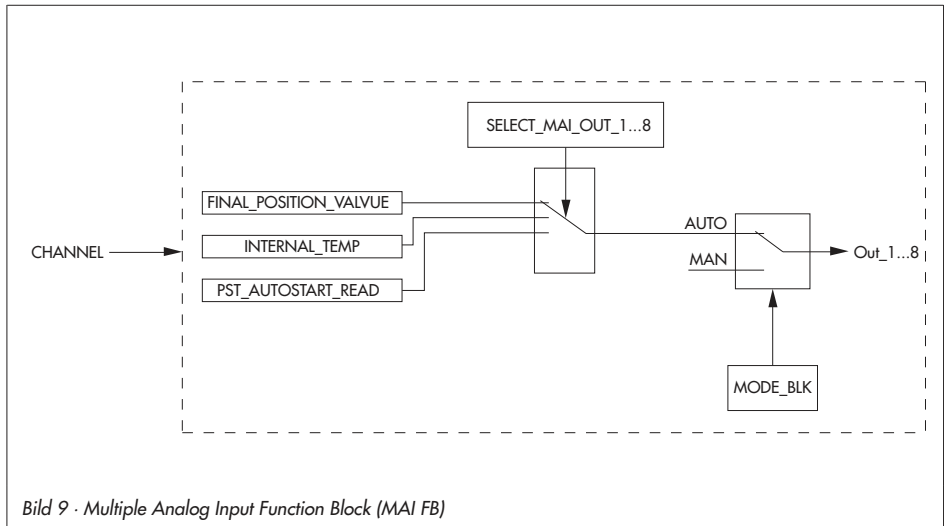 SELECT_MAI_OUT_1...8
FINAL_POSITION_VALVUE
INTERNAL_TEMP
PST_AUTOSTART_READ
CHANNEL
AUTO
MAN
Out_1...8
MODE_BLK
Bild 9 · Multiple Analog Input Function Block (MAI FB)